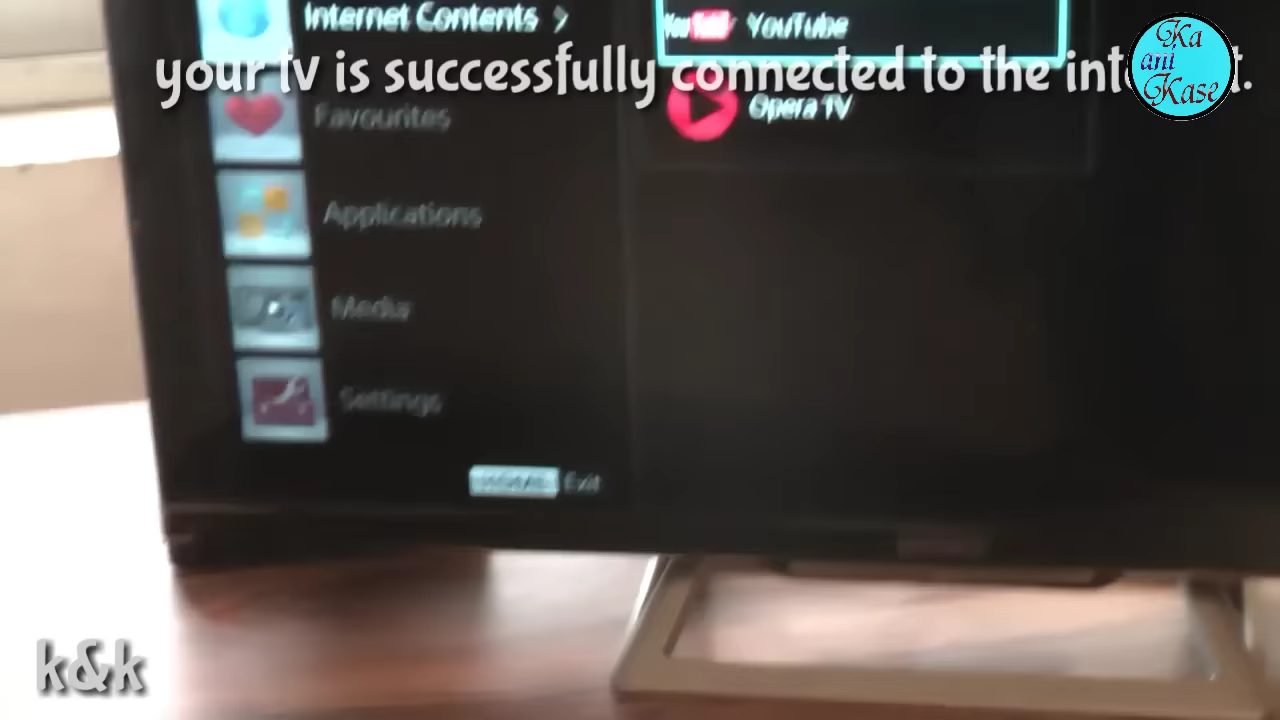 Internet Contents
YouTube
YouTube
your tv is successfully connected to the
Ka
ani
Kase
Favourites
Opera TV
Applications
Media
Settings
Exit
k&k